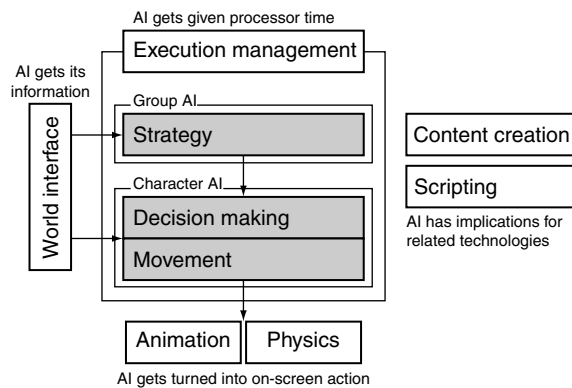 AI gets given processor time
Execution management
AI gets its
information
World interface
Group AI
Strategy
Character AI
Decision making
Movement
Animation
Physics
AI gets turned into on-screen action
Content creation
Scripting
AI has implications for
related technologies